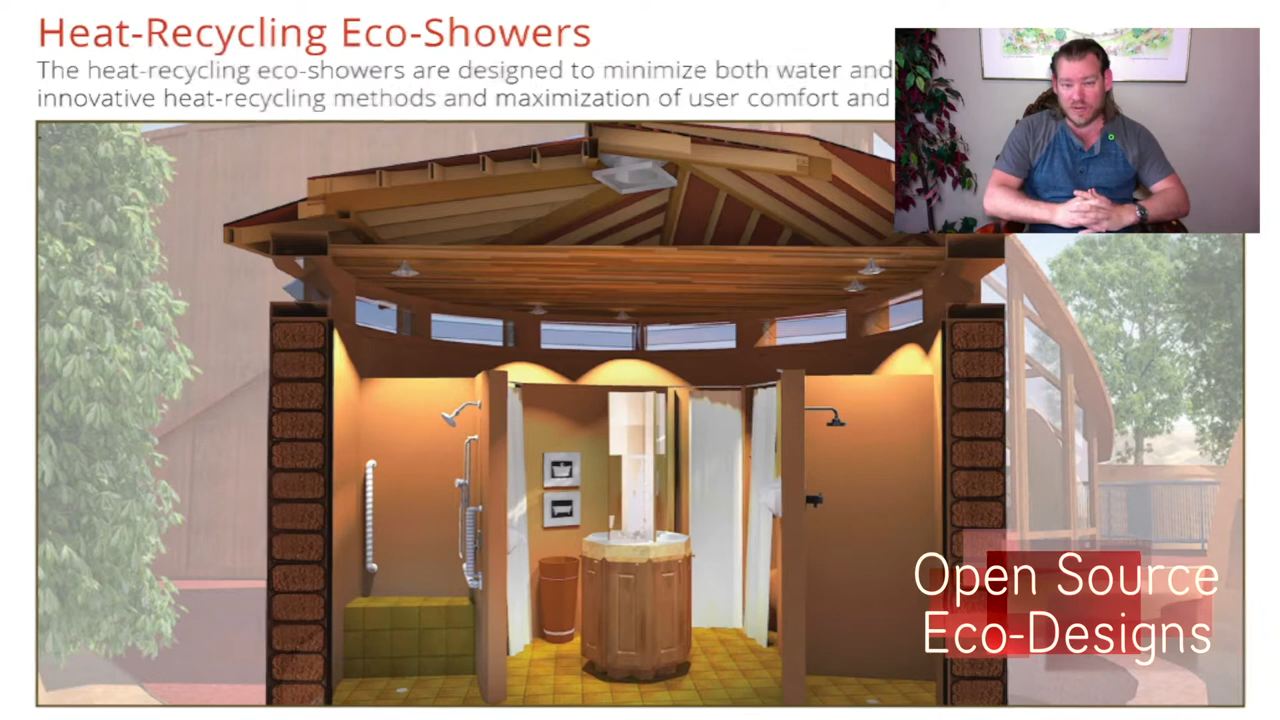 Heat-Recycling Eco-Showers
The heat-recycling eco-showers are designed to minimize both water and
innovative heat-recycling methods and maximization of user comfort and
Open Source
Eco-Designs